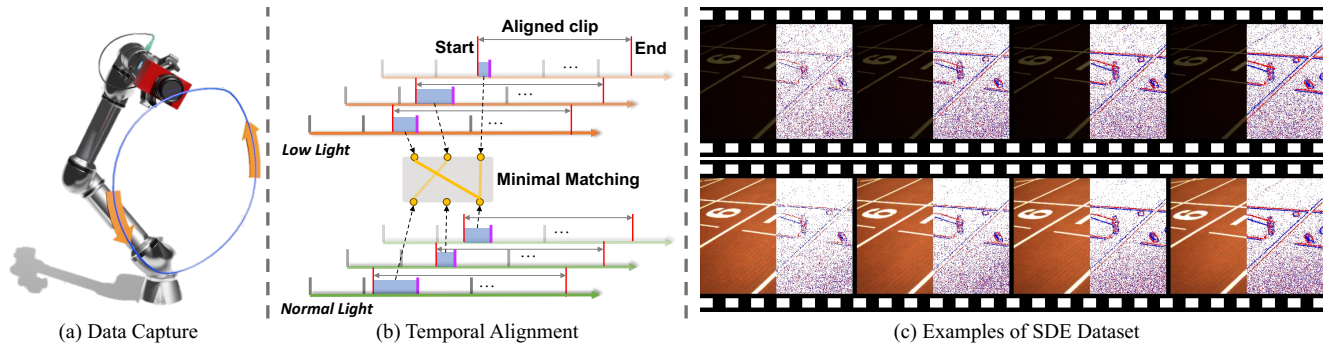 Aligned clip
Start
End
...
...
...
Low Light
Minimal Matching
...
...
...
Normal Light
(a) Data Capture
(b) Temporal Alignment
(c) Examples of SDE Dataset